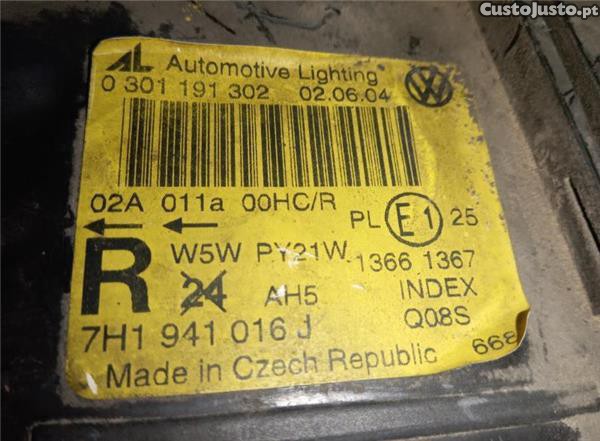 CustoJusto.pt
AL Automotive Lighting
0 301 191 302 02.06.04
02A 011a 00HC/R
PL E1 25
R W5W PY21W 1366 1367
24 AH5 INDEX
7H1 941 016 J Q08S
Made in Czech Republic 668